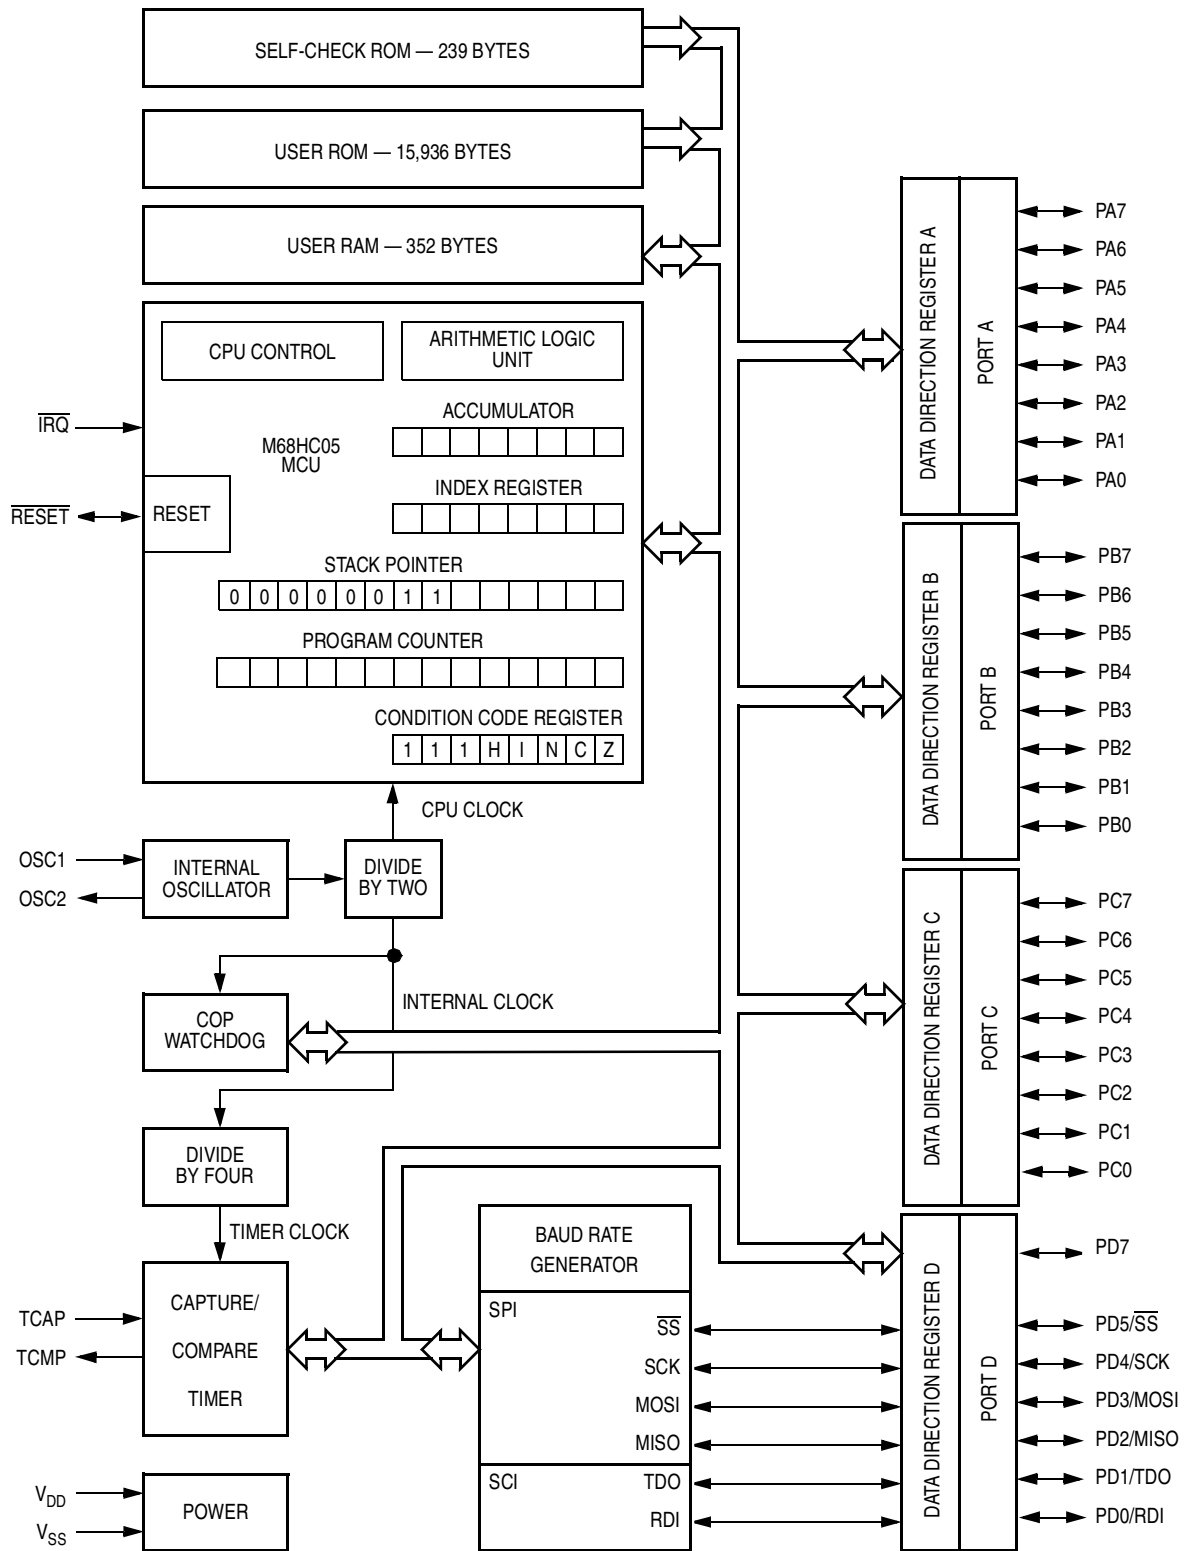 SELF-CHECK ROM — 239 BYTES
USER ROM — 15,936 BYTES
USER RAM — 352 BYTES
CPU CONTROL
ARITHMETIC LOGIC
UNIT
ACCUMULATOR
IRQ
M68HC05
MCU
INDEX REGISTER
RESET
RESET
STACK POINTER
0 0 0 0 0 0 1 1
PROGRAM COUNTER
CONDITION CODE REGISTER
1 1 1 H I N C Z
CPU CLOCK
OSC1
OSC2
INTERNAL
OSCILLATOR
DIVIDE
BY TWO
INTERNAL CLOCK
COP
WATCHDOG
DIVIDE
BY FOUR
TIMER CLOCK
TCAP
TCMP
CAPTURE/
COMPARE
TIMER
VDD
VSS
POWER
BAUD RATE
GENERATOR
SPI
SS
SCK
MOSI
MISO
SCI
TDO
RDI
DATA DIRECTION REGISTER A
PORT A
PA7
PA6
PA5
PA4
PA3
PA2
PA1
PA0
DATA DIRECTION REGISTER B
PORT B
PB7
PB6
PB5
PB4
PB3
PB2
PB1
PB0
DATA DIRECTION REGISTER C
PORT C
PC7
PC6
PC5
PC4
PC3
PC2
PC1
PC0
DATA DIRECTION REGISTER D
PORT D
PD7
PD5/SS
PD4/SCK
PD3/MOSI
PD2/MISO
PD1/TDO
PD0/RDI